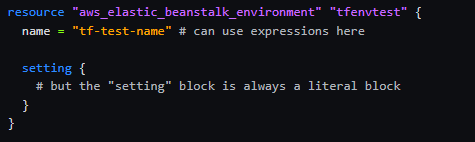 resource "aws_elastic_beanstalk_environment" "tfenvtest" {
  name = "tf-test-name" # can use expressions here

  setting {
    # but the "setting" block is always a literal block
  }
}